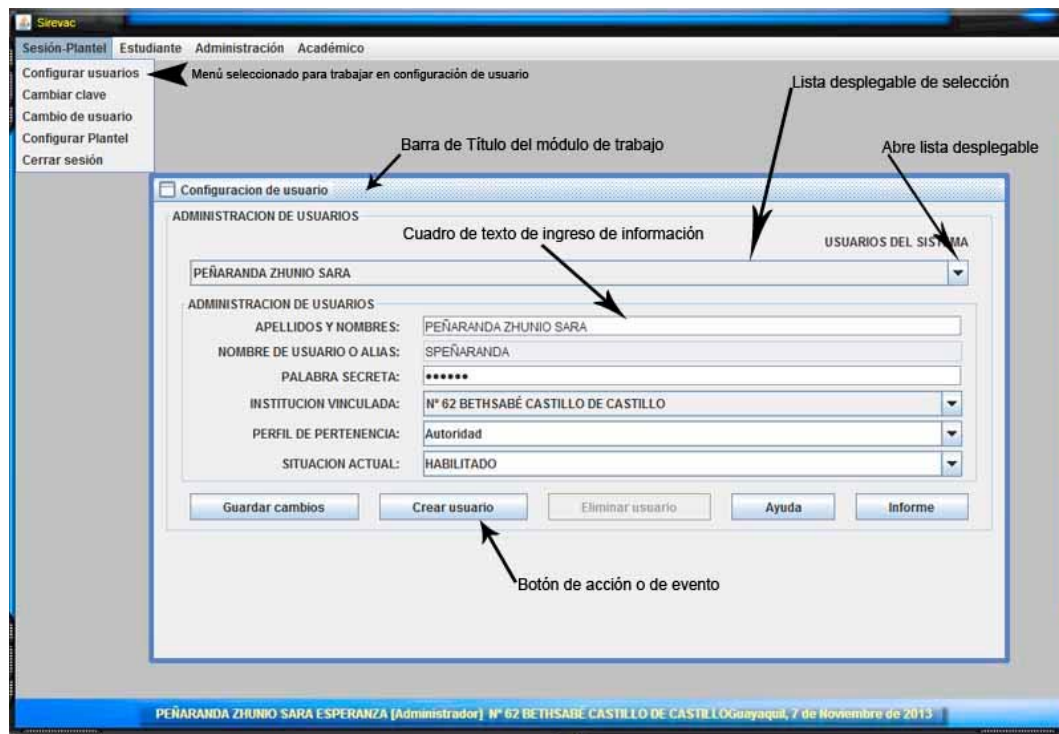 Sirevac
Sesión-Plantel Estudiante Administración Académico
Configurar usuarios
Menú seleccionado para trabajar en configuración de usuario
Cambiar clave
Cambio de usuario
Configurar Plantel
Cerrar sesión
Lista desplegable de selección
Barra de Título del módulo de trabajo
Abre lista desplegable
Configuracion de usuario
ADMINISTRACION DE USUARIOS
Cuadro de texto de ingreso de información
USUARIOS DEL SISTEMA
PEÑARANDA ZHUNIO SARA
ADMINISTRACION DE USUARIOS
APELLIDOS Y NOMBRES: PEÑARANDA ZHUNIO SARA
NOMBRE DE USUARIO O ALIAS: SPEÑARANDA
PALABRA SECRETA: ••••••
INSTITUCION VINCULADA: Nº 62 BETHSABÉ CASTILLO DE CASTILLO
PERFIL DE PERTENENCIA: Autoridad
SITUACION ACTUAL: HABILITADO
Guardar cambios Crear usuario Eliminar usuario Ayuda Informe
Botón de acción o de evento
PEÑARANDA ZHUNIO SARA ESPERANZA [Administrador] Nº 62 BETHSABÉ CASTILLO DE CASTILLOGuayaquil, 7 de Noviembre de 2013